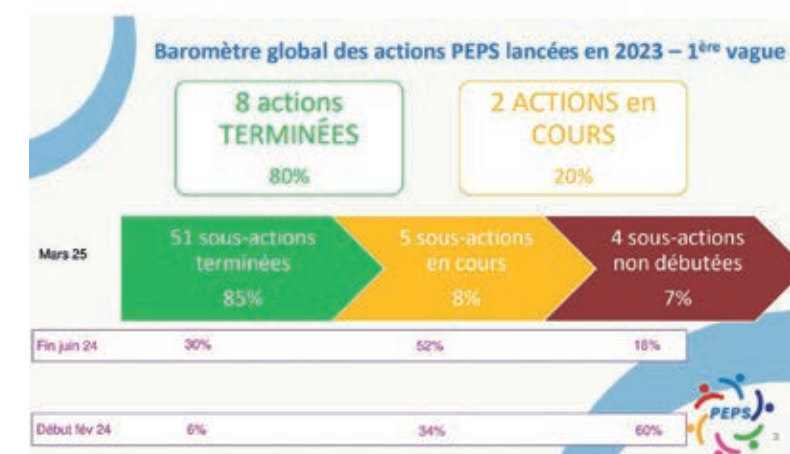 Baromètre global des actions PEPS lancées en 2023 – 1ère vague
8 actions
TERMINÉES
80%
2 ACTIONS en
COURS
20%
Mars 25
51 sous-actions
terminées
85%
5 sous-actions
en cours
8%
4 sous-actions
non débutées
7%
Fin juin 24 30% 52% 18%
Début fév 24 6% 34% 60%
PEPS
3